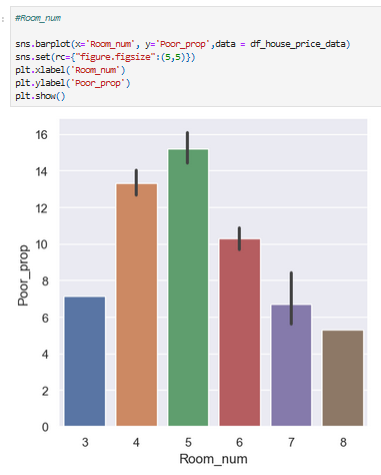 #Room_num
sns.barplot(x='Room_num', y='Poor_prop',data = df_house_price_data)
sns.set(rc={"figure.figsize":(5,5)})
plt.xlabel('Room_num')
plt.ylabel('Poor_prop')
plt.show()
16
14
12
10
8
6
4
2
0
Poor_prop
3 4 5 6 7 8
Room_num